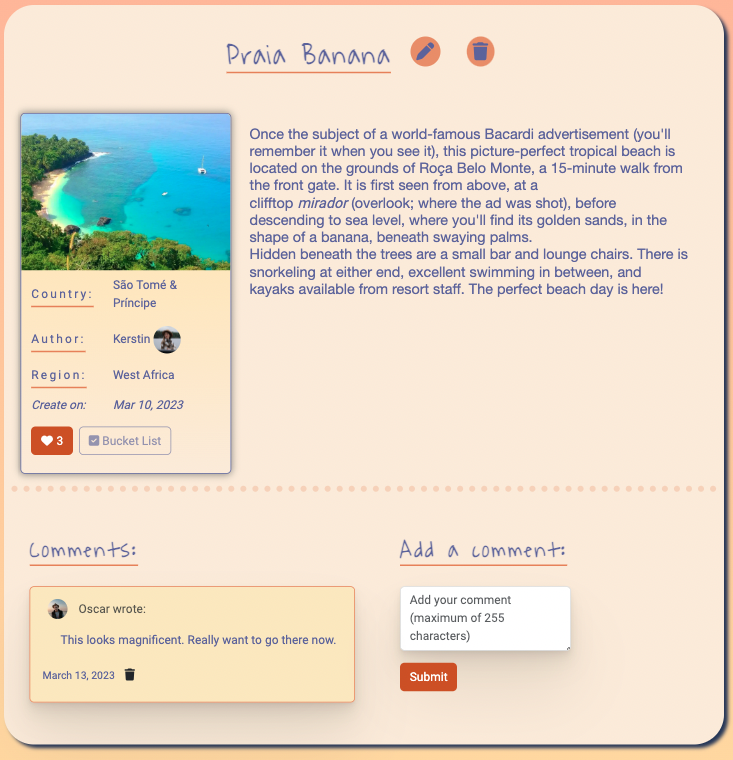 Praia Banana
Once the subject of a world-famous Bacardi advertisement (you'll
remember it when you see it), this picture-perfect tropical beach is
located on the grounds of Roça Belo Monte, a 15-minute walk from
the front gate. It is first seen from above, at a
clifftop mirador (overlook; where the ad was shot), before
descending to sea level, where you'll find its golden sands, in the
shape of a banana, beneath swaying palms.
Hidden beneath the trees are a small bar and lounge chairs. There is
snorkeling at either end, excellent swimming in between, and
kayaks available from resort staff. The perfect beach day is here!
Country: São Tomé &
Príncipe
Author: Kerstin
Region: West Africa
Create on: Mar 10, 2023
3 Bucket List
Comments:
Oscar wrote:
This looks magnificent. Really want to go there now.
March 13, 2023
Add a comment:
Add your comment
(maximum of 255
characters)
Submit